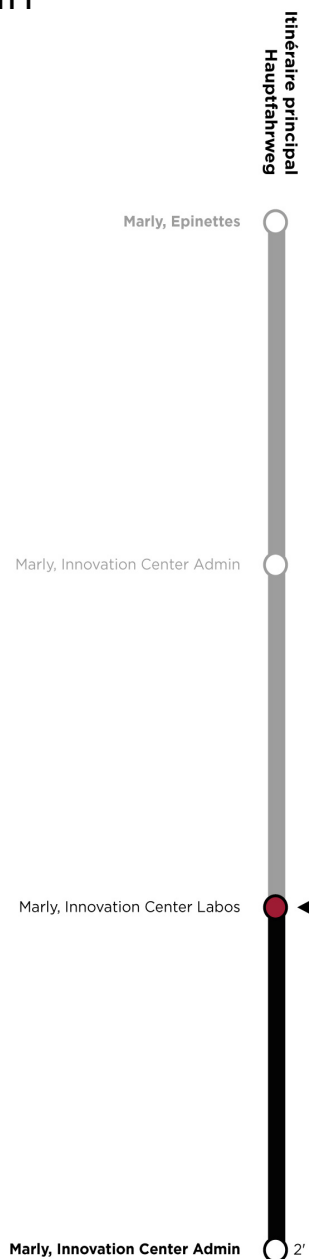 Itinéraire principal
Hauptfahrweg
Marly, Epinettes
Marly, Innovation Center Admin
Marly, Innovation Center Labos
Marly, Innovation Center Admin 2'